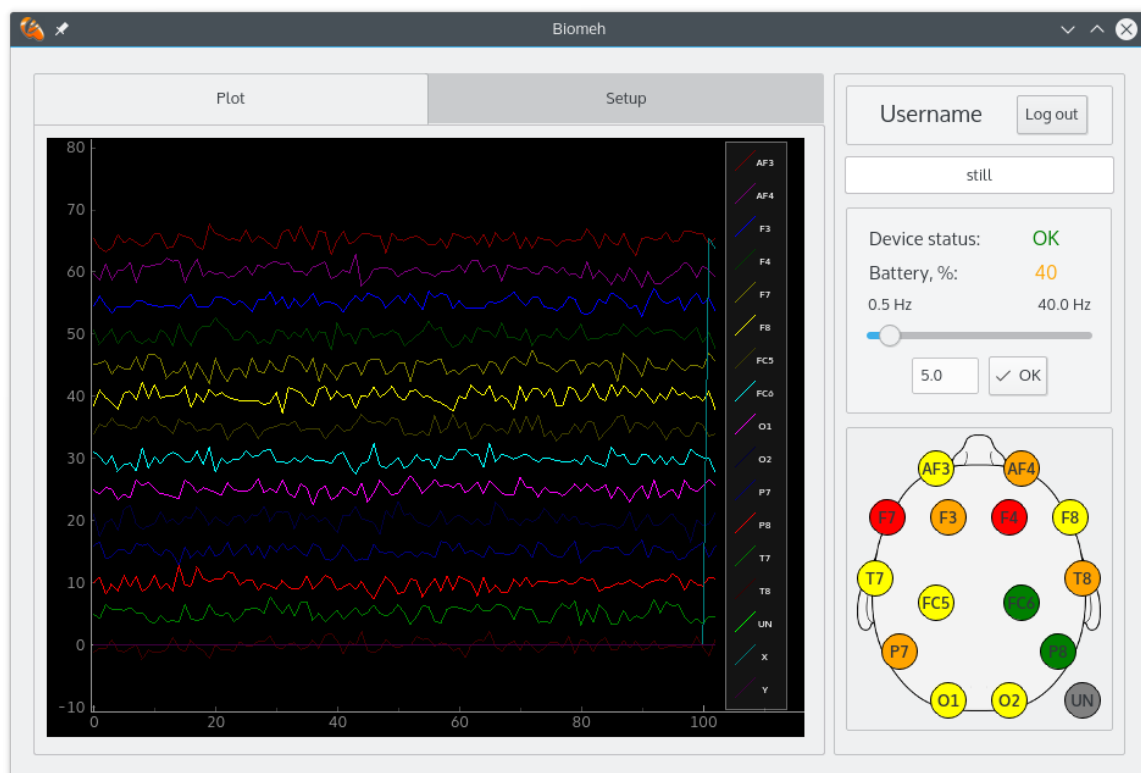 Biomeh
Plot
Setup
80
70
60
50
40
30
20
10
0
-10
0
20
40
60
80
100
AF3
AF4
F3
F4
F7
F8
FC5
FC6
O1
O2
P7
P8
T7
T8
UN
X
Y
Username
Log out
still
Device status: OK
Battery, %: 40
0.5 Hz 40.0 Hz
5.0 OK
AF3 AF4
F7 F3 F4 F8
T7 T8
FC5 FC6
P7 P8
O1 O2 UN